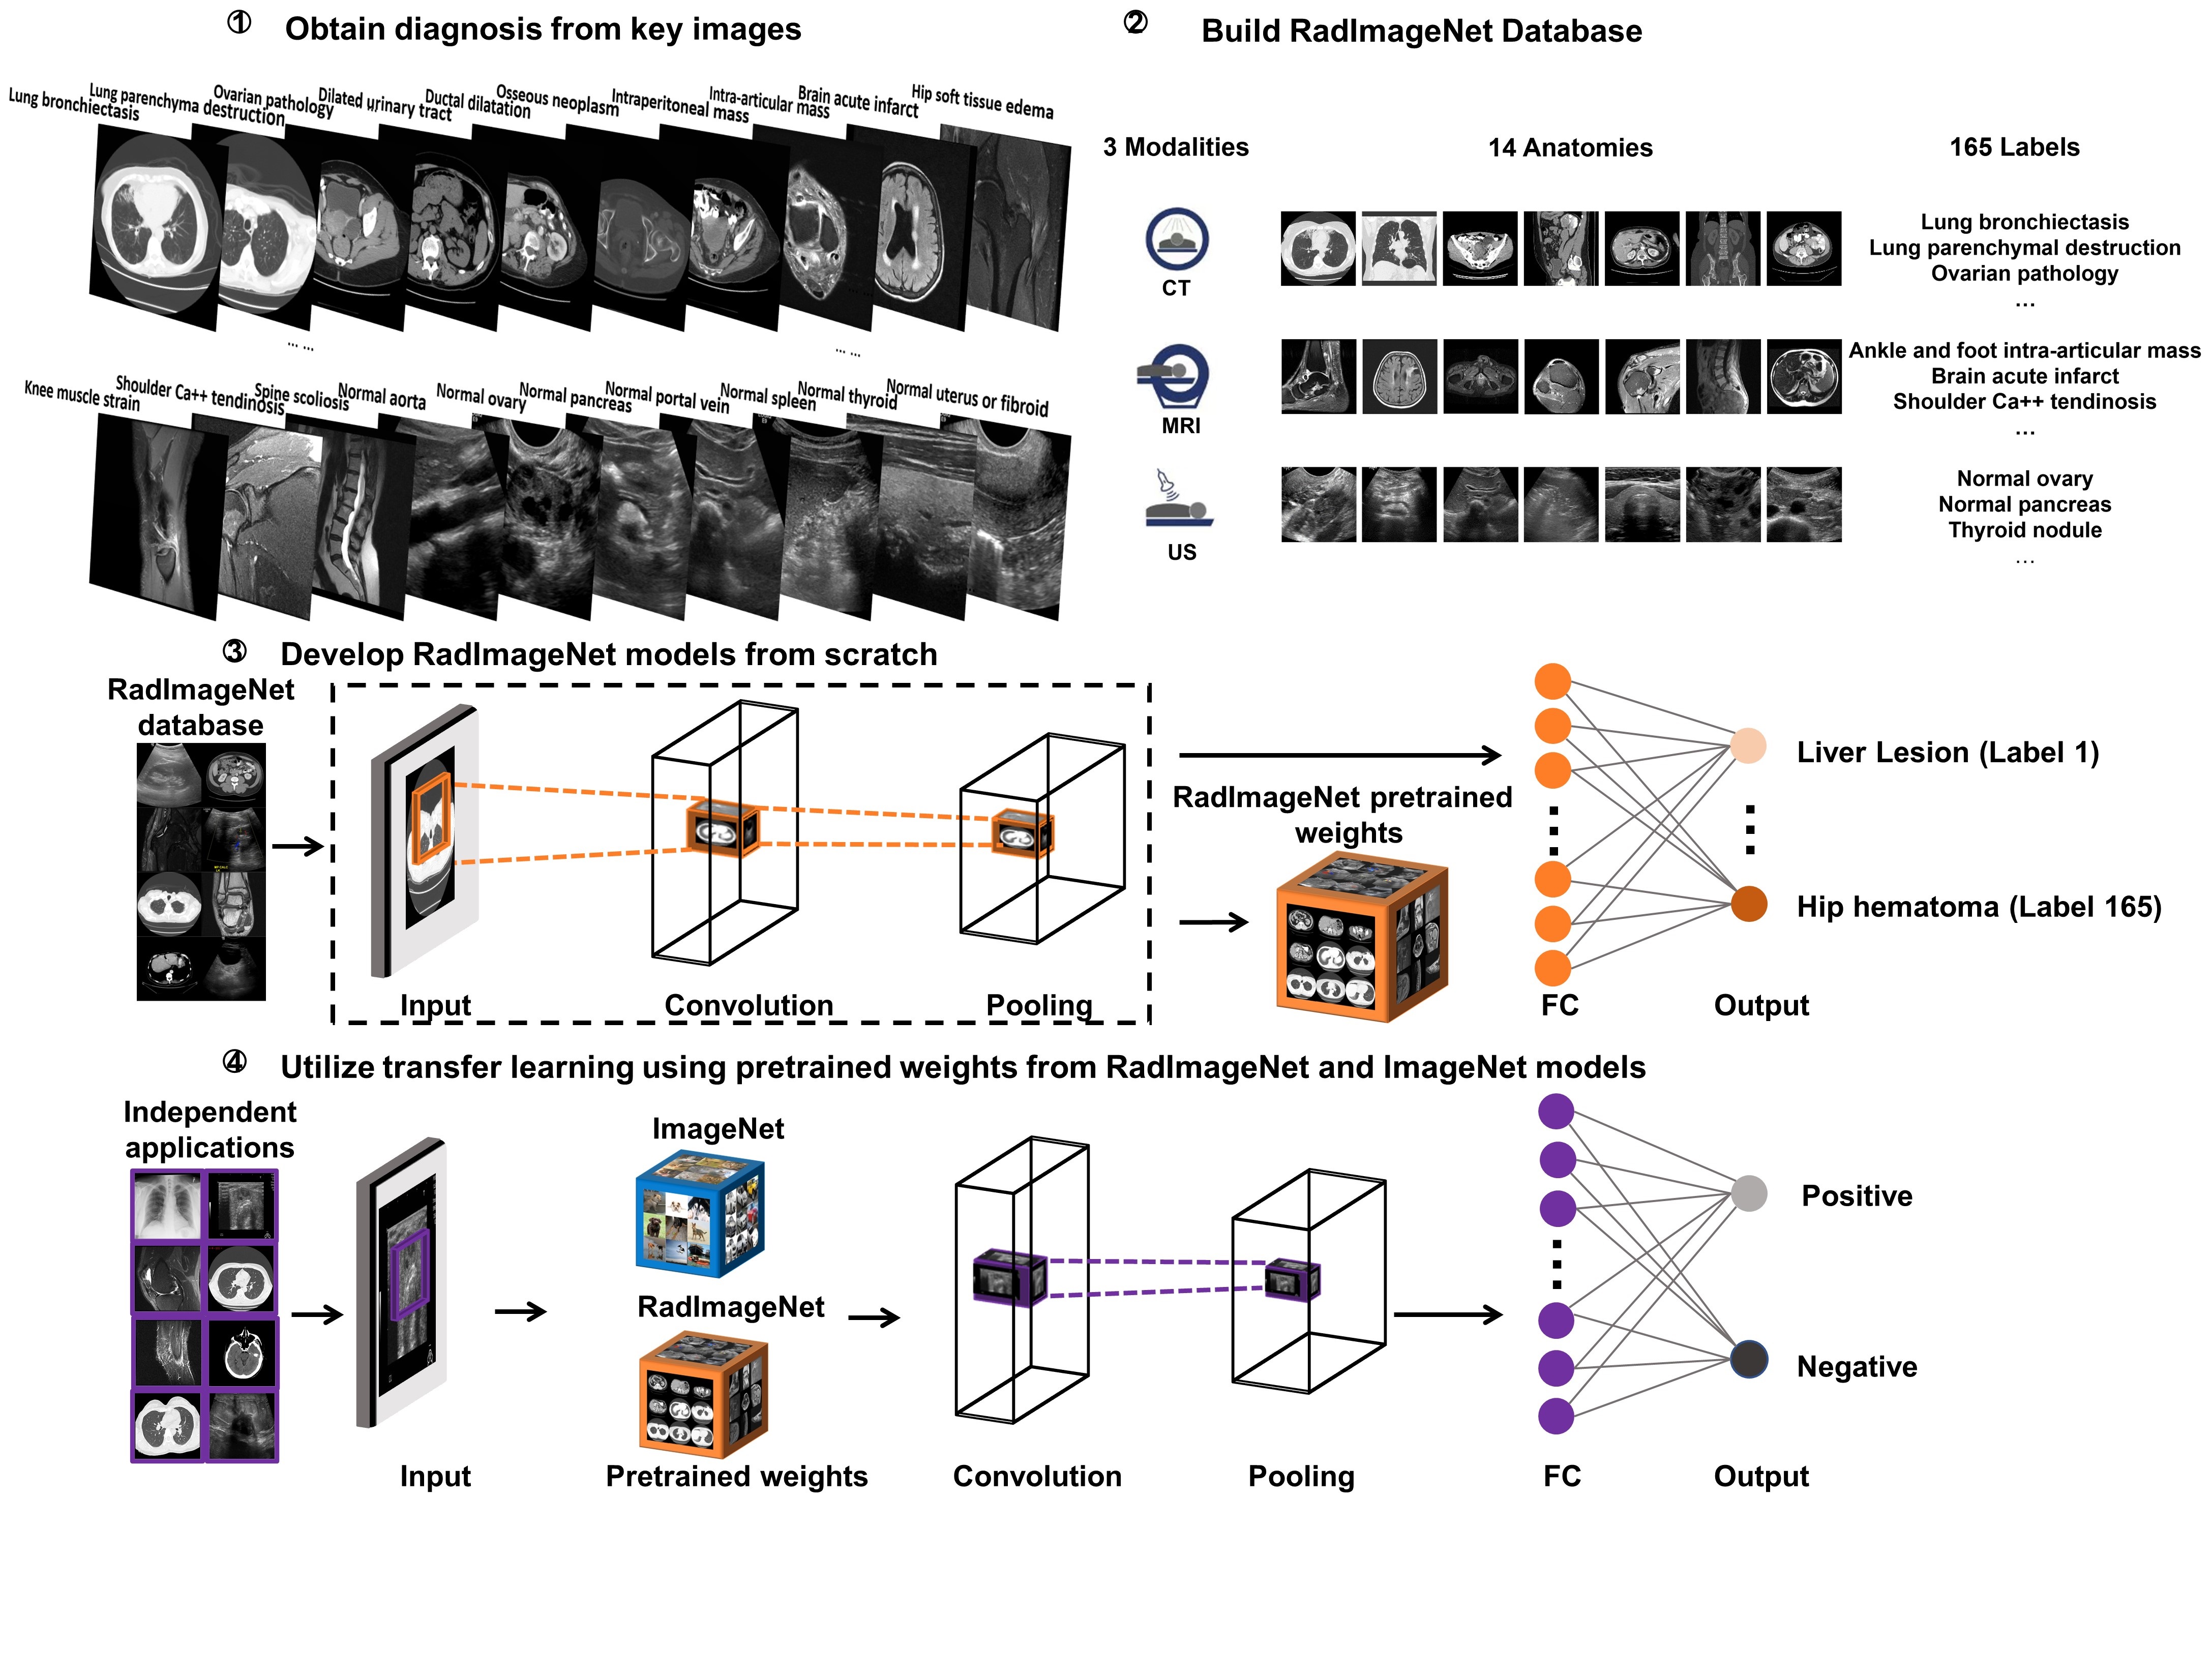 ① Obtain diagnosis from key images
Lung bronchiectasis
Lung parenchyma destruction
Ovarian pathology
Dilated urinary tract
Ductal dilatation
Osseous neoplasm
Intraperitoneal mass
Intra-articular mass
Brain acute infarct
Hip soft tissue edema
... ...
... ...
Knee muscle strain
Shoulder Ca++ tendinosis
Spine scoliosis
Normal aorta
Normal ovary
Normal pancreas
Normal portal vein
Normal spleen
Normal thyroid
Normal uterus or fibroid
② Build RadImageNet Database
3 Modalities
14 Anatomies
165 Labels
CT
Lung bronchiectasis
Lung parenchymal destruction
Ovarian pathology
...
MRI
Ankle and foot intra-articular mass
Brain acute infarct
Shoulder Ca++ tendinosis
...
US
Normal ovary
Normal pancreas
Thyroid nodule
...
③ Develop RadImageNet models from scratch
RadImageNet
database
Input
Convolution
Pooling
RadImageNet pretrained
weights
FC
Output
Liver Lesion (Label 1)
Hip hematoma (Label 165)
④ Utilize transfer learning using pretrained weights from RadImageNet and ImageNet models
Independent
applications
Input
ImageNet
RadImageNet
Pretrained weights
Convolution
Pooling
FC
Output
Positive
Negative